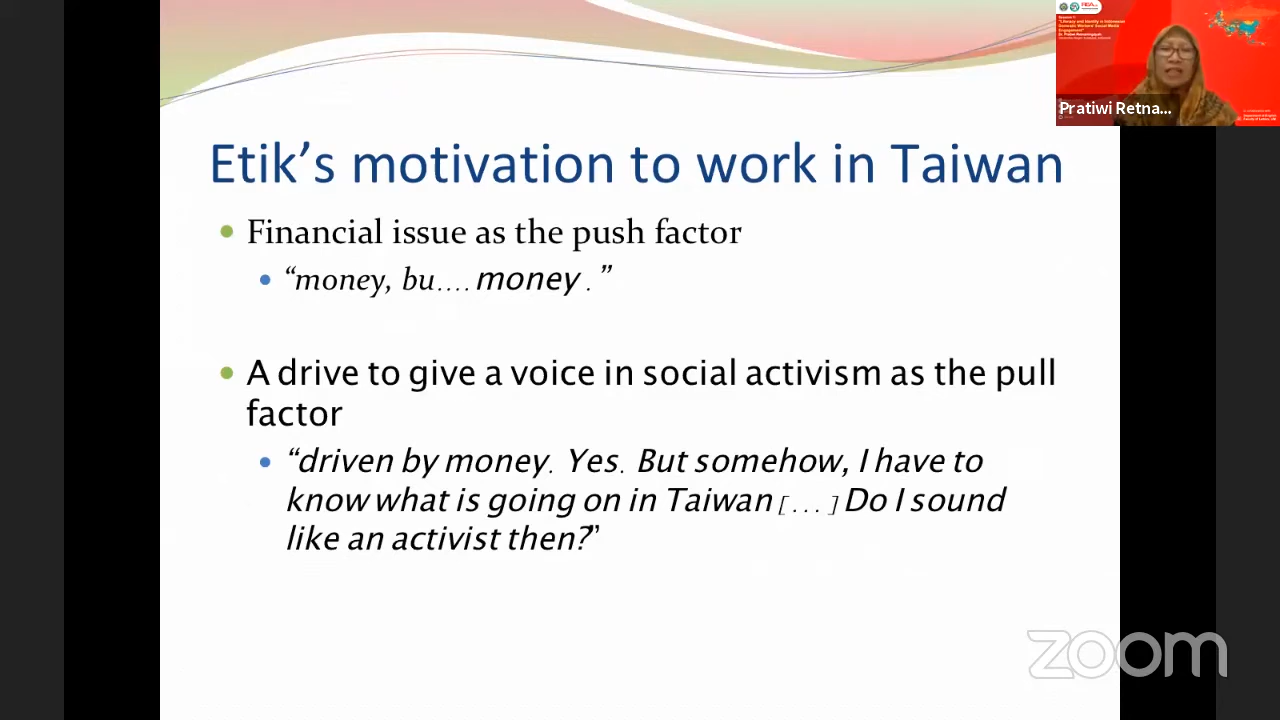 Etik's motivation to work in Taiwan
Financial issue as the push factor
“money, bu.... money .”
A drive to give a voice in social activism as the pull
factor
“driven by money. Yes. But somehow, I have to
know what is going on in Taiwan [...] Do I sound
like an activist then?”
Pratiwi Retna...
zoom